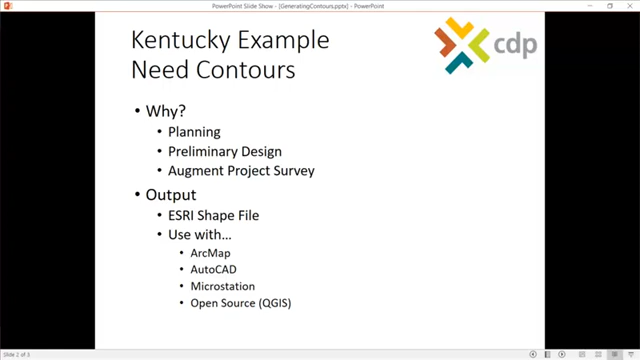 PowerPoint Slide Show - [GeneratingContours.pptx] - PowerPoint
Kentucky Example
Need Contours
cdp
• Why?
• Planning
• Preliminary Design
• Augment Project Survey
• Output
• ESRI Shape File
• Use with...
• ArcMap
• AutoCAD
• Microstation
• Open Source (QGIS)
Slide 2 of 3